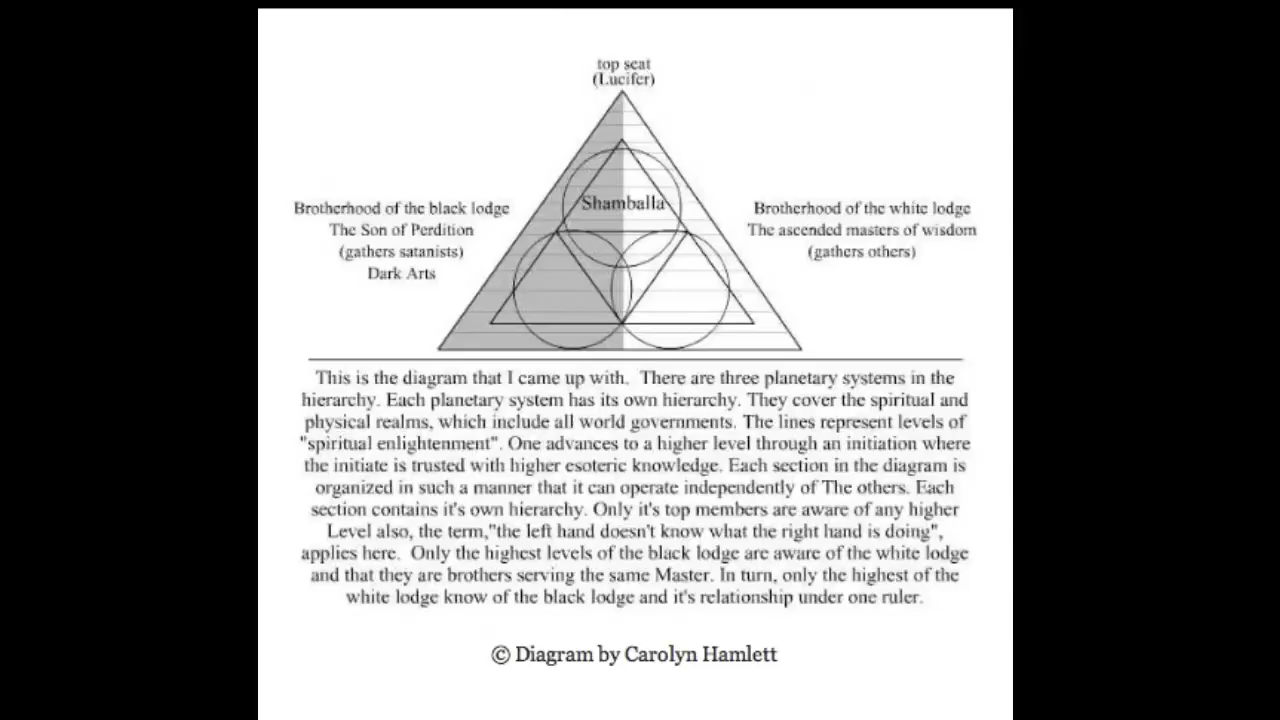 top seat
(Lucifer)
Shamballa
Brotherhood of the black lodge
The Son of Perdition
(gathers satanists)
Dark Arts
Brotherhood of the white lodge
The ascended masters of wisdom
(gathers others)
This is the diagram that I came up with. There are three planetary systems in the
hierarchy. Each planetary system has its own hierarchy. They cover the spiritual and
physical realms, which include all world governments. The lines represent levels of
"spiritual enlightenment". One advances to a higher level through an initiation where
the initiate is trusted with higher esoteric knowledge. Each section in the diagram is
organized in such a manner that it can operate independently of The others. Each
section contains it's own hierarchy. Only it's top members are aware of any higher
Level also, the term,"the left hand doesn't know what the right hand is doing",
applies here. Only the highest levels of the black lodge are aware of the white lodge
and that they are brothers serving the same Master. In turn, only the highest of the
white lodge know of the black lodge and it's relationship under one ruler.
© Diagram by Carolyn Hamlett